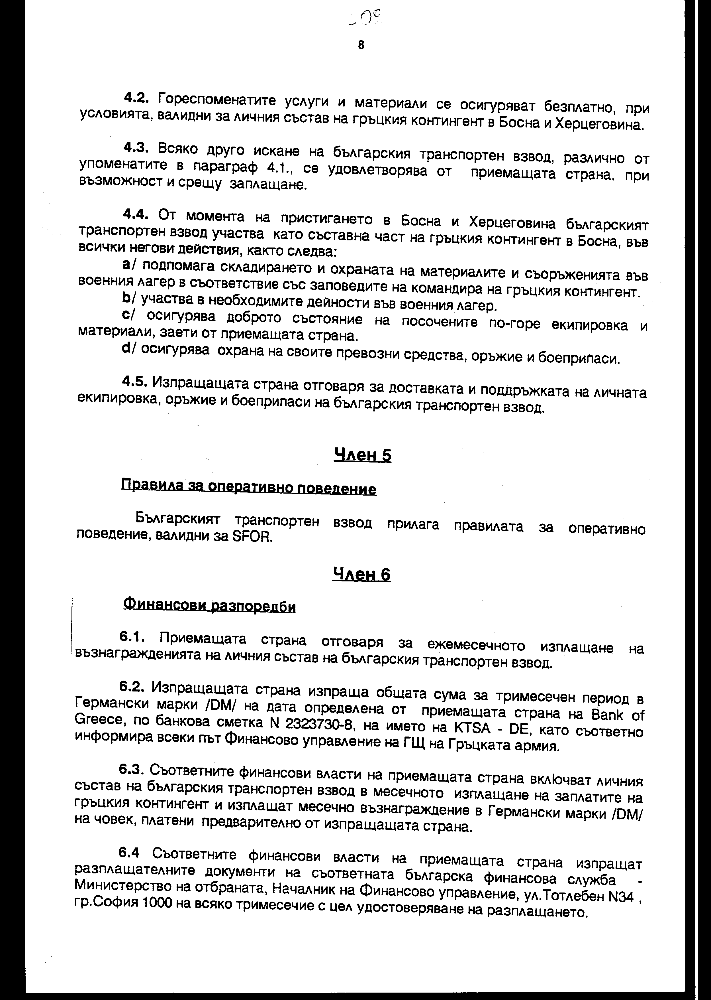 8
4.2. Гореспоменатите услуги и материали се осигуряват безплатно, при
условията, валидни за личния състав на гръцкия контингент в Босна и Херцеговина.
4.3. Всяко друго искане на българския транспортен взвод, различно от
упоменатите в параграф 4.1., се удовлетворява от приемащата страна, при
възможност и срещу заплащане.
4.4. От момента на пристигането в Босна и Херцеговина българският
транспортен взвод участва като съставна част на гръцкия контингент в Босна, във
всички негови действия, както следва:
a/ подпомага складирането и охраната на материалите и съоръженията във
военния лагер в съответствие със заповедите на командира на гръцкия контингент.
b/ участва в необходимите дейности във военния лагер.
c/ осигурява доброто състояние на посочените по-горе екипировка и
материали, заети от приемащата страна.
d/ осигурява охрана на своите превозни средства, оръжие и боеприпаси.
4.5. Изпращащата страна отговаря за доставката и поддръжката на личната
екипировка, оръжие и боеприпаси на българския транспортен взвод.
Член 5
Правила за оперативно поведение
Българският транспортен взвод прилага правилата за оперативно
поведение, валидни за SFOR.
Член 6
Финансови разпоредби
6.1. Приемащата страна отговаря за ежемесечното изплащане на
възнагражденията на личния състав на българския транспортен взвод.
6.2. Изпращащата страна изпраща общата сума за тримесечен период в
Германски марки /DM/ на дата определена от приемащата страна на Bank of
Greece, по банкова сметка N 2323730-8, на името на KTSA - DE, като съответно
информира всеки път Финансово управление на ГЩ на Гръцката армия.
6.3. Съответните финансови власти на приемащата страна включват личния
състав на българския транспортен взвод в месечното изплащане на заплатите на
гръцкия контингент и изплащат месечно възнаграждение в Германски марки /DM/
на човек, платени предварително от изпращащата страна.
6.4 Съответните финансови власти на приемащата страна изпращат
разплащателните документи на съответната българска финансова служба -
Министерство на отбраната, Началник на Финансово управление, ул.Тотлебен N34 ,
гр.София 1000 на всяко тримесечие с цел удостоверяване на разплащането.